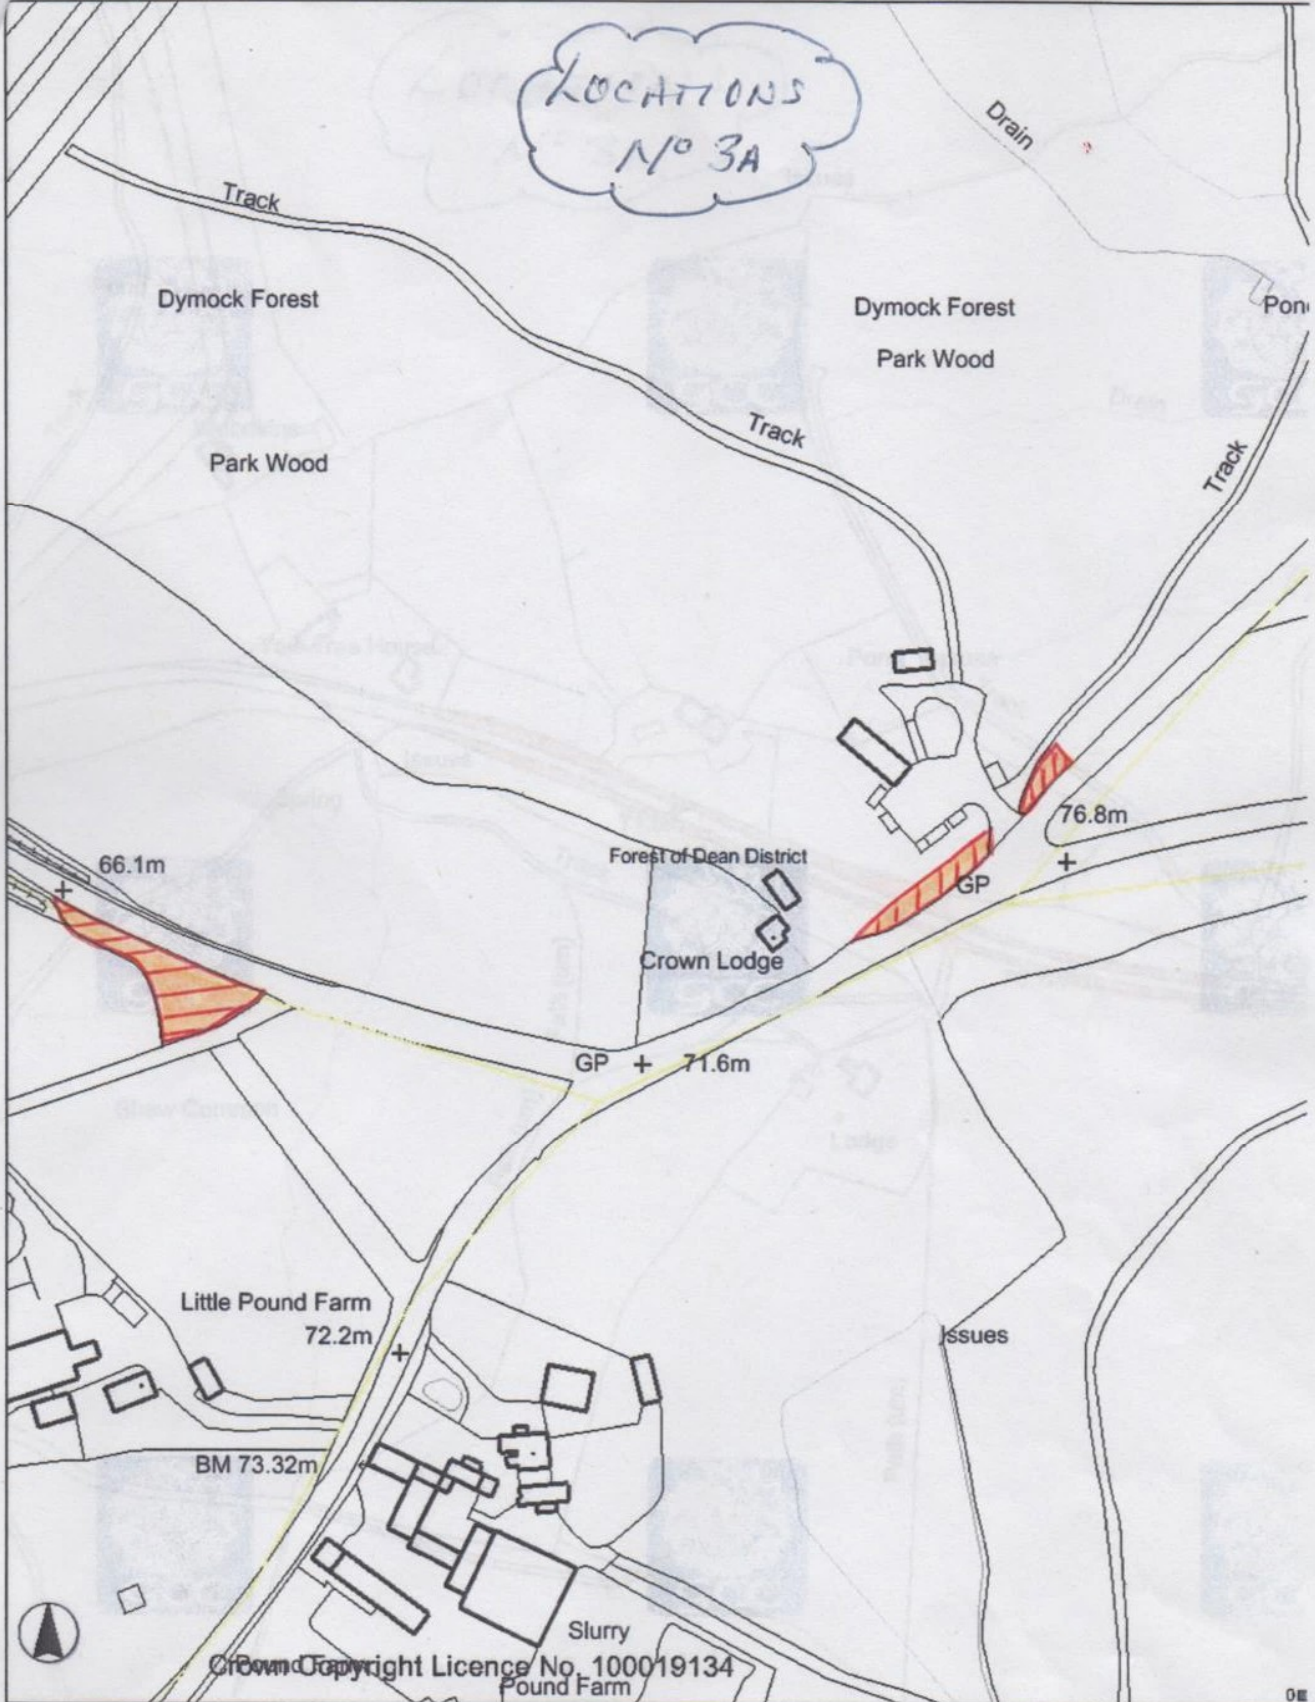 LOCATIONS
Nº 3A
Drain
Track
Dymock Forest
Dymock Forest
Pon
Park Wood
Track
Park Wood
Track
76.8m
66.1m
Forest of Dean District
GP
Crown Lodge
GP
71.6m
Little Pound Farm
72.2m
Issues
BM 73.32m
Slurry
Pound Farm
Crown Copyright Licence No. 100019134
Pound Farm